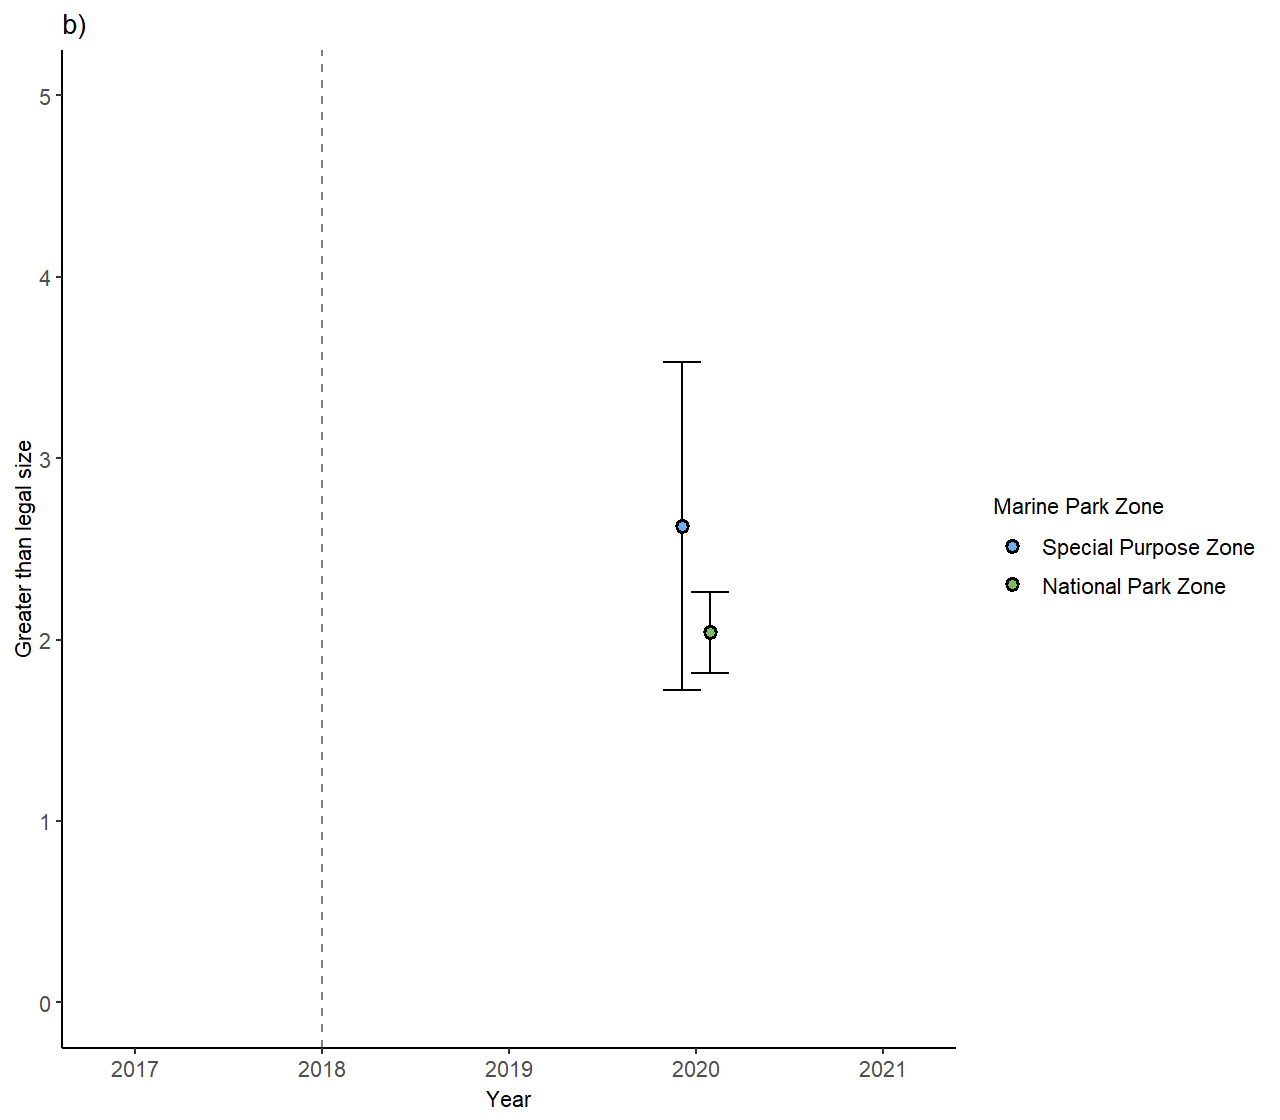 b)
5
4
3
2
1
0
Greater than legal size
2017 2018 2019 2020 2021
Year
Marine Park Zone
Special Purpose Zone
National Park Zone